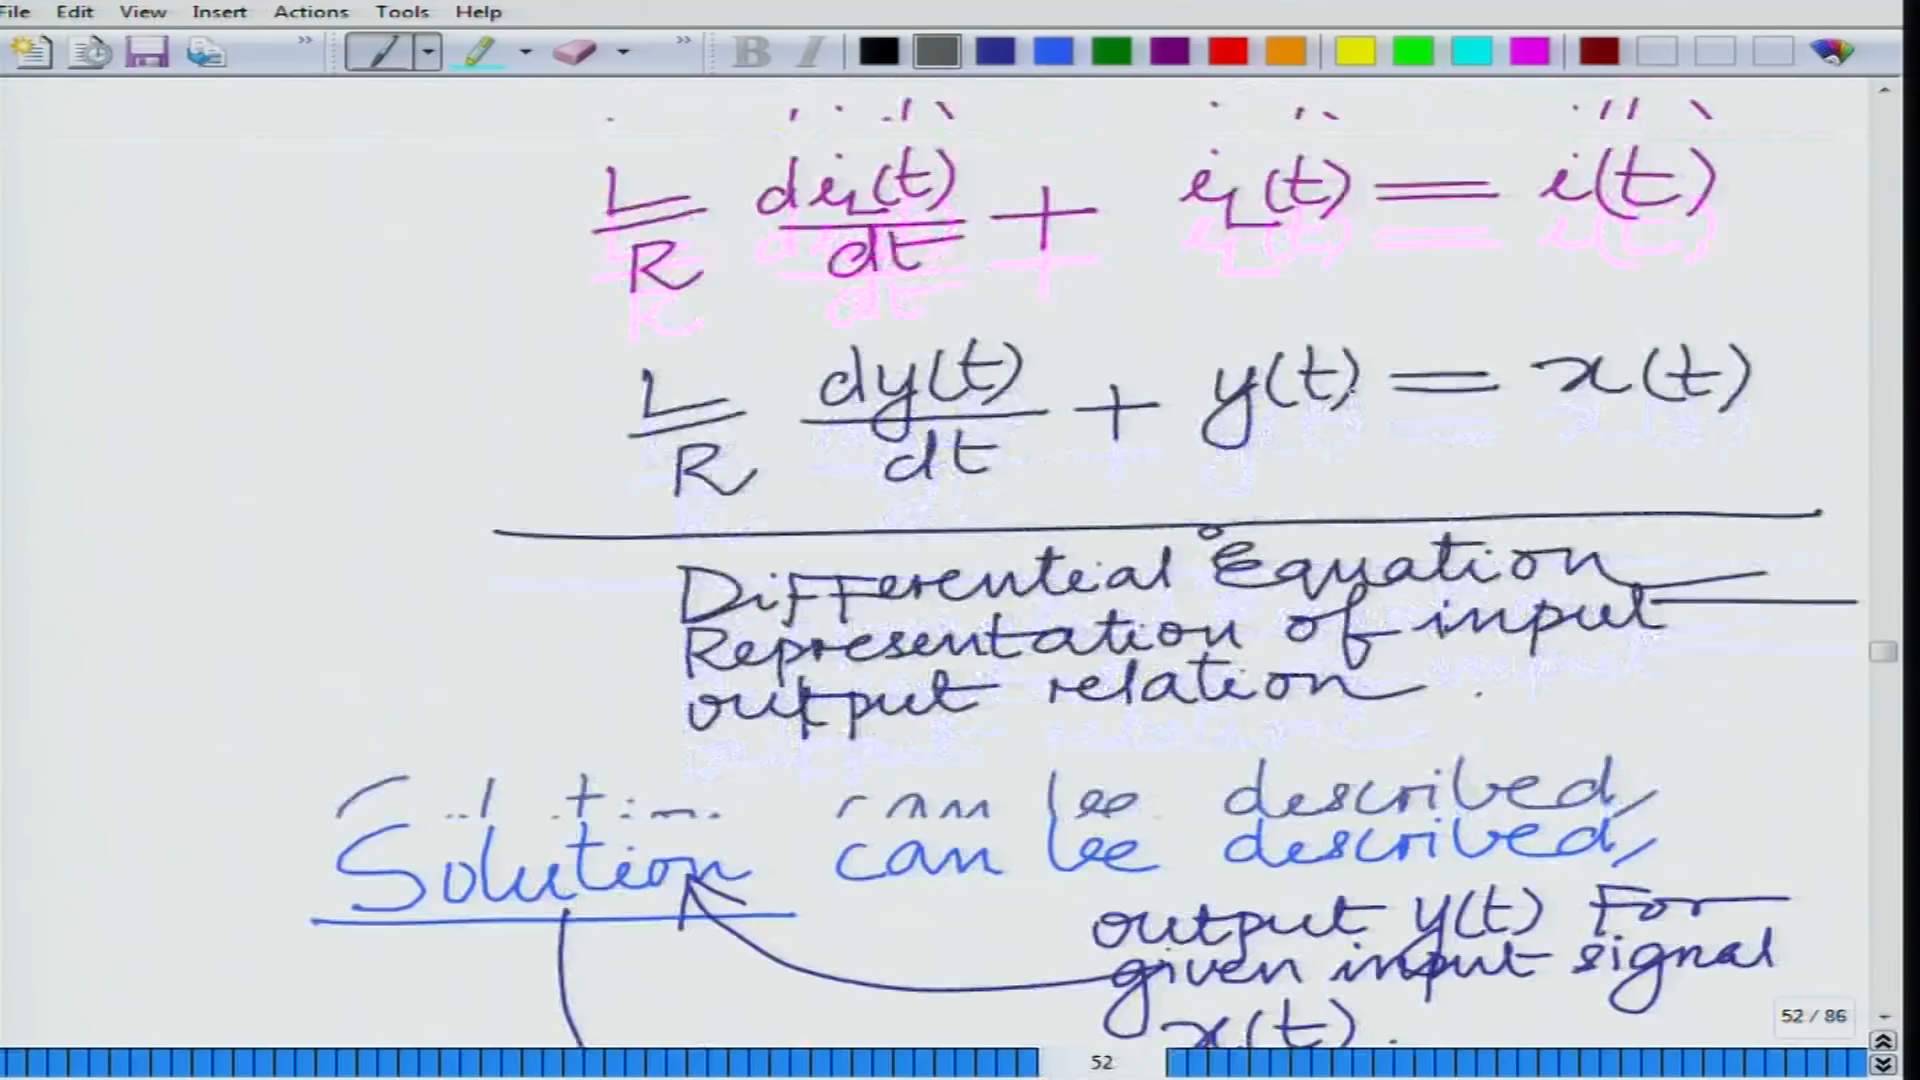 File Edit View Insert Actions Tools Help
B I
L/R di_L(t)/dt + i_L(t) = i(t)
L/R dy(t)/dt + y(t) = x(t)
Differential Equation
Representation of input
output relation.
Solution can be described,
output y(t) For
given input signal
x(t).
52 / 86
52